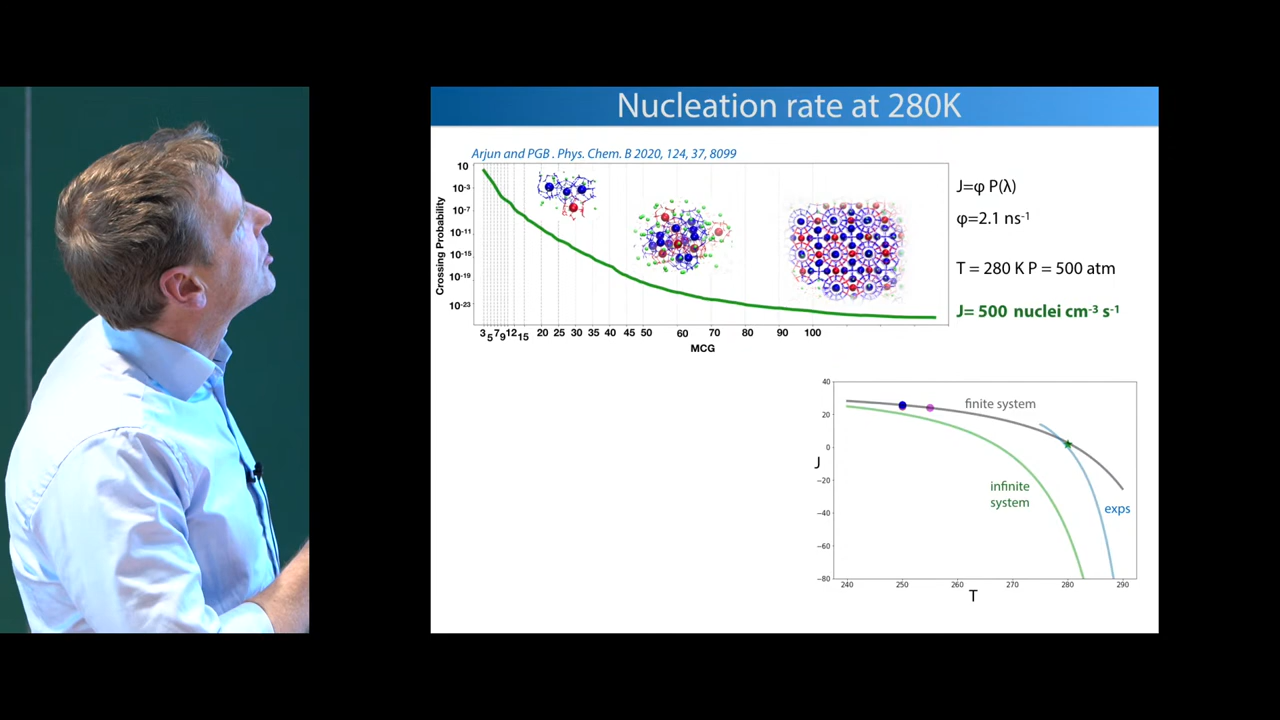 Nucleation rate at 280K
Arjun and PGB . Phys. Chem. B 2020, 124, 37, 8099
10
10-3
10-7
10-11
10-15
10-19
10-23
Crossing Probability
3 5 7 9 12 15 20 25 30 35 40 45 50 60 70 80 90 100
MCG
J=φ P(λ)
φ=2.1 ns-1
T = 280 K P = 500 atm
J= 500 nuclei cm-3 s-1
40
20
0
−20
−40
−60
−80
J
finite system
infinite
system
exps
240 250 260 270 280 290
T